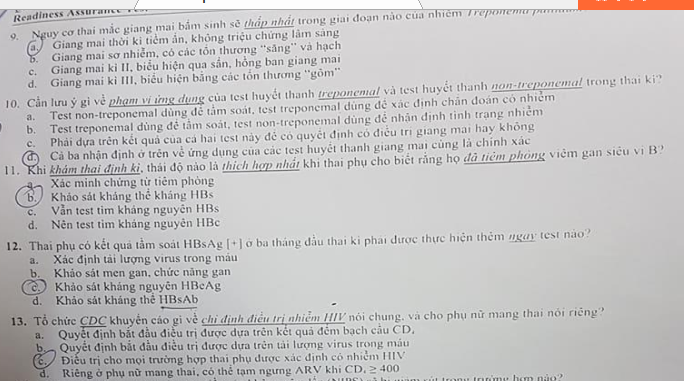 Readiness Assurance
9. Nguy cơ thai mắc giang mai bẩm sinh sẽ thấp nhất trong giai đoạn nào của nhiễm Treponema
a. Giang mai thời kì tiềm ẩn, không triệu chứng lâm sàng
b. Giang mai sơ nhiễm, có các tổn thương "săng" và hạch
c. Giang mai kì II, biểu hiện qua sẩn, hồng ban giang mai
d. Giang mai kì III, biểu hiện bằng các tổn thương "gôm"
10. Cần lưu ý gì về phạm vi ứng dụng của test huyết thanh treponemal và test huyết thanh non-treponemal trong thai kì?
a. Test non-treponemal dùng để tầm soát, test treponemal dùng để xác định chẩn đoán có nhiễm
b. Test treponemal dùng để tầm soát, test non-treponemal dùng để nhận định tình trạng nhiễm
c. Phải dựa trên kết quả của cả hai test này để có quyết định có điều trị giang mai hay không
d. Cả ba nhận định ở trên về ứng dụng của các test huyết thanh giang mai cùng là chính xác
11. Khi khám thai định kì, thái độ nào là thích hợp nhất khi thai phụ cho biết rằng họ đã tiêm phòng viêm gan siêu vi B?
a. Xác minh chứng từ tiêm phòng
b. Khảo sát kháng thể kháng HBs
c. Vẫn test tìm kháng nguyên HBs
d. Nên test tìm kháng nguyên HBc
12. Thai phụ có kết quả tầm soát HBsAg [+] ở ba tháng đầu thai kì phải được thực hiện thêm ngay test nào?
a. Xác định tải lượng virus trong máu
b. Khảo sát men gan, chức năng gan
c. Khảo sát kháng nguyên HBeAg
d. Khảo sát kháng thể HBsAb
13. Tổ chức CDC khuyến cáo gì về chỉ định điều trị nhiễm HIV nói chung, và cho phụ nữ mang thai nói riêng?
a. Quyết định bắt đầu điều trị được dựa trên kết quả đếm bạch cầu CD₄
b. Quyết định bắt đầu điều trị được dựa trên tải lượng virus trong máu
c. Điều trị cho mọi trường hợp thai phụ được xác định có nhiễm HIV
d. Riêng ở phụ nữ mang thai, có thể tạm ngưng ARV khi CD₄ ≥ 400